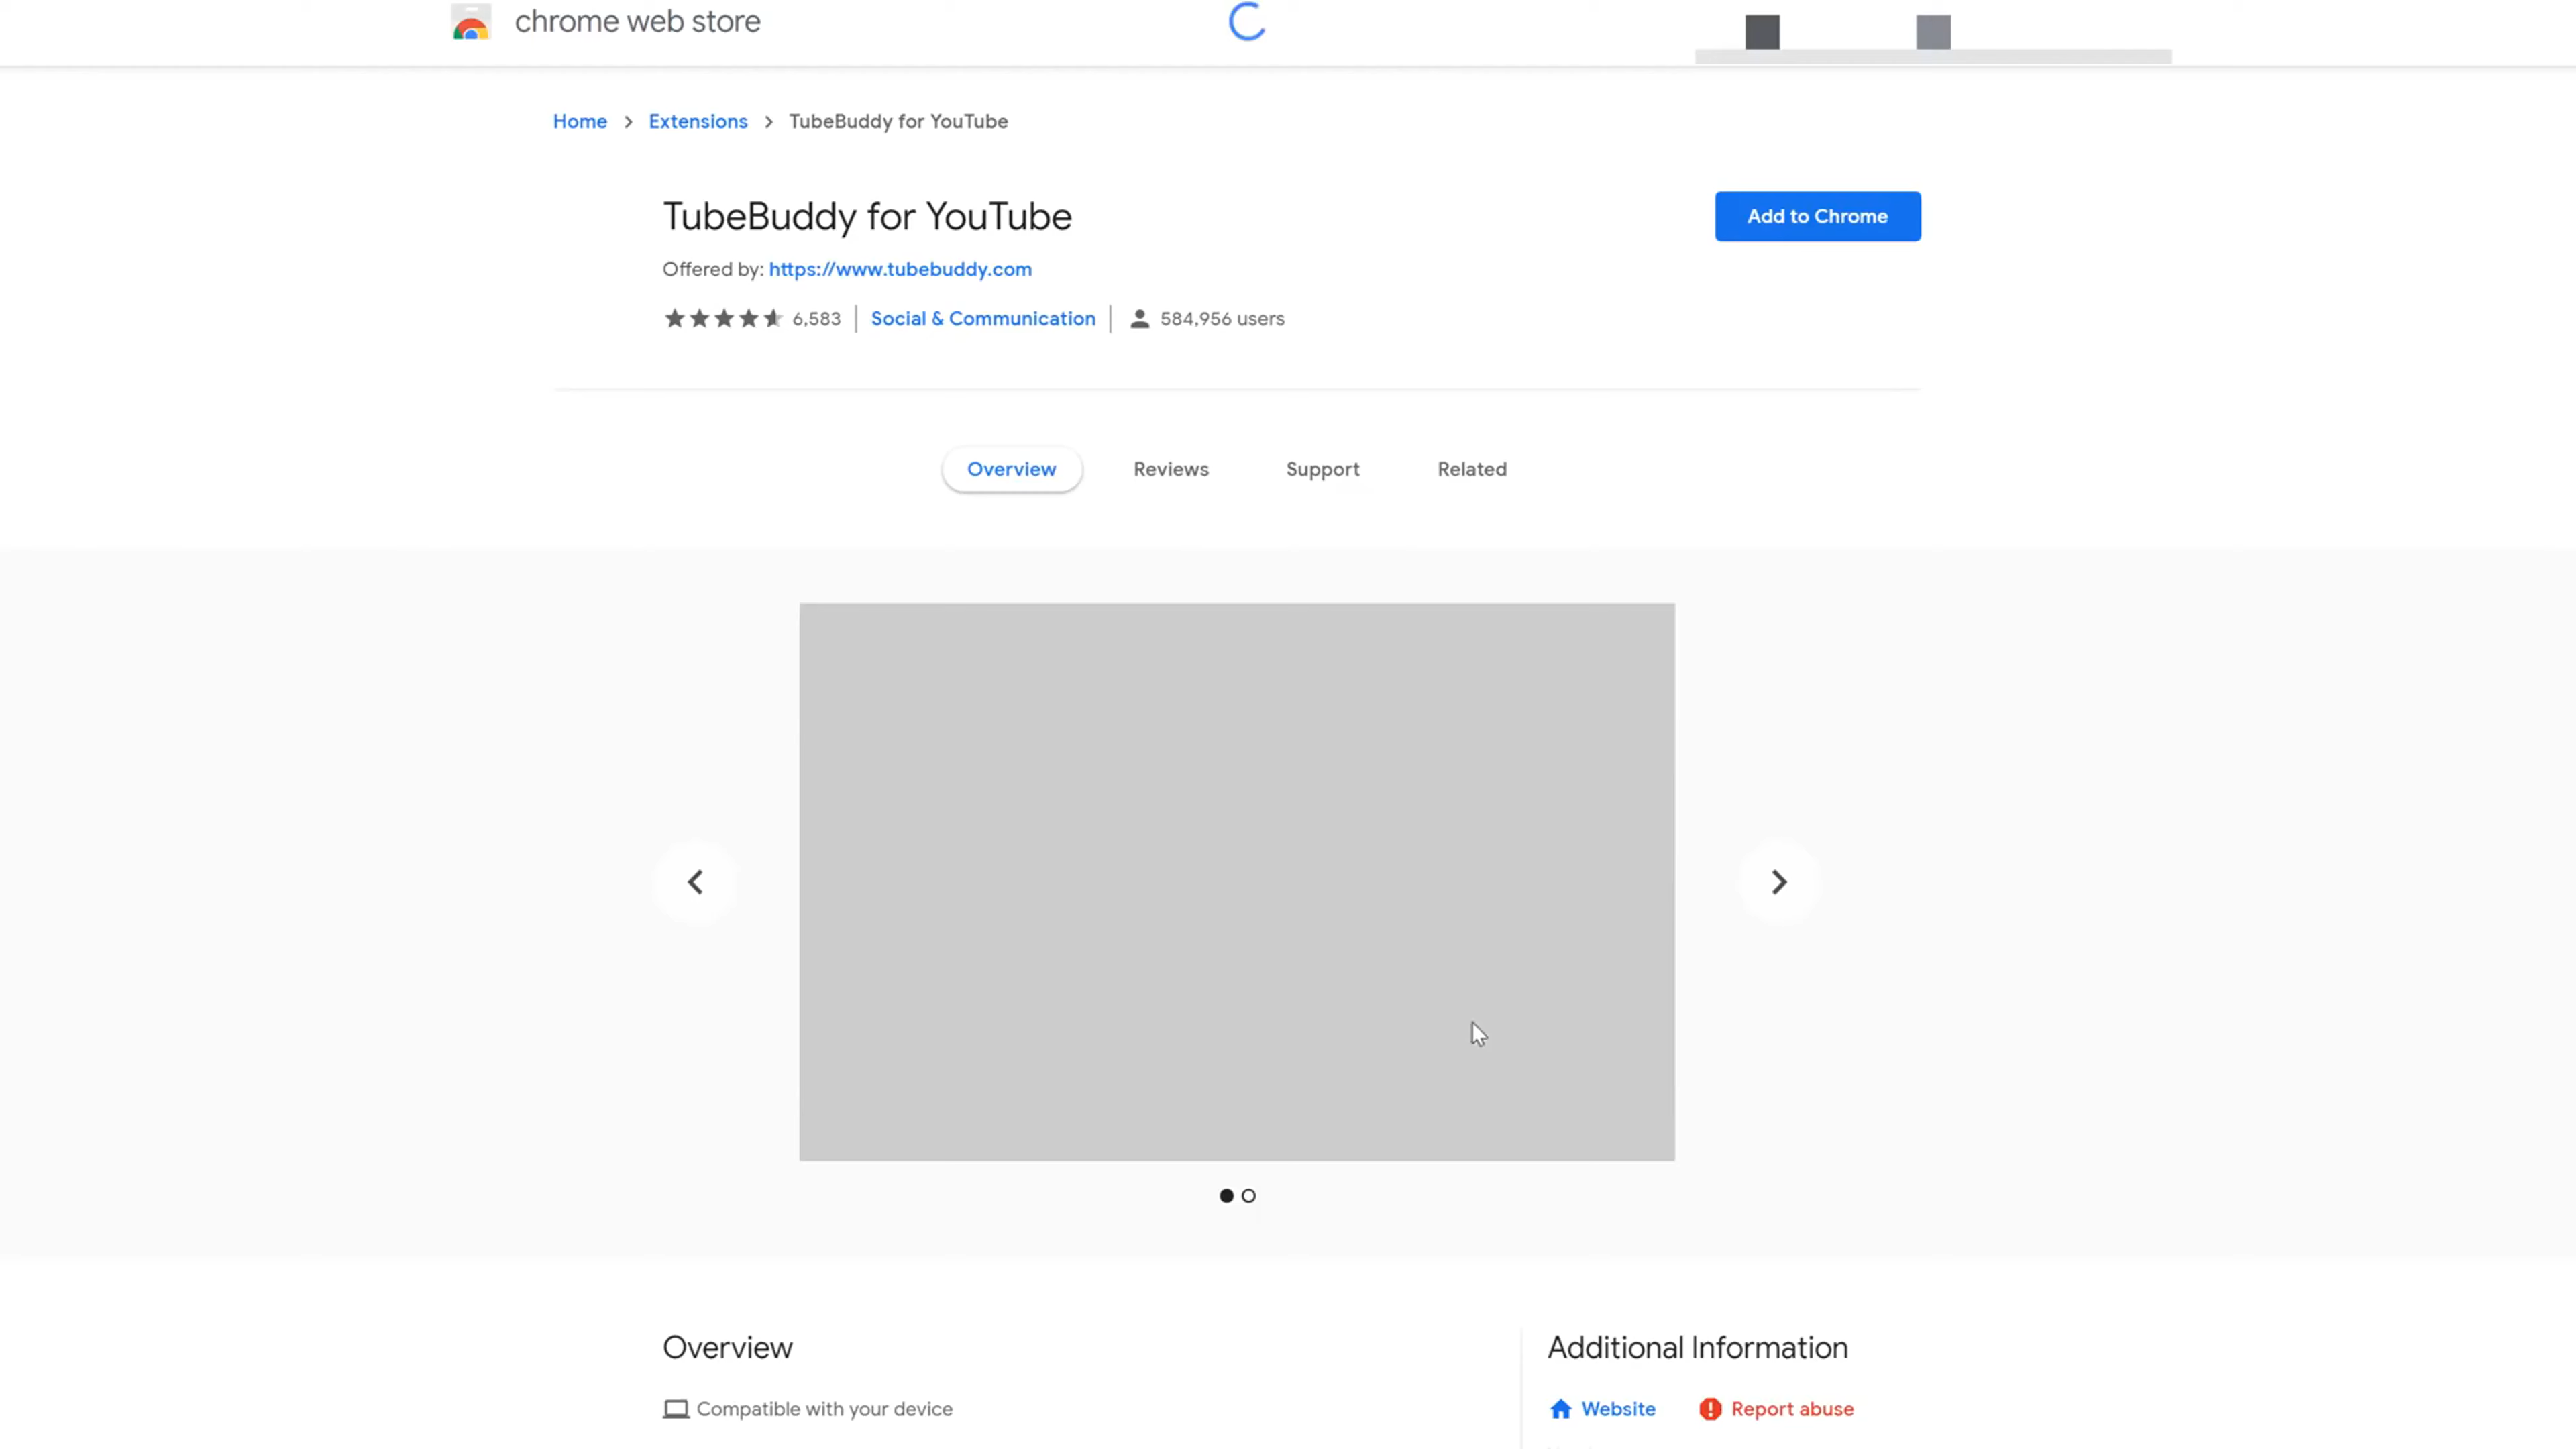 chrome web store
Home > Extensions > TubeBuddy for YouTube
TubeBuddy for YouTube
Add to Chrome
Offered by: https://www.tubebuddy.com
6,583 | Social & Communication | 584,956 users
Overview Reviews Support Related
Overview
Additional Information
Compatible with your device
Website Report abuse